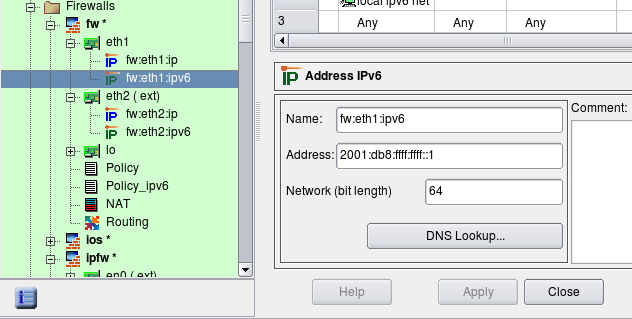 Firewalls
fw *
eth1
fw:eth1:ip
fw:eth1:ipv6
eth2 ( ext)
fw:eth2:ip
fw:eth2:ipv6
lo
Policy
Policy_ipv6
NAT
Routing
ios *
ipfw *
en0 ( ext)
local ipv6 net
3 Any Any Any
IP Address IPv6
Name: fw:eth1:ipv6
Address: 2001:db8:ffff:ffff::1
Network (bit length) 64
DNS Lookup...
Comment:
Help Apply Close